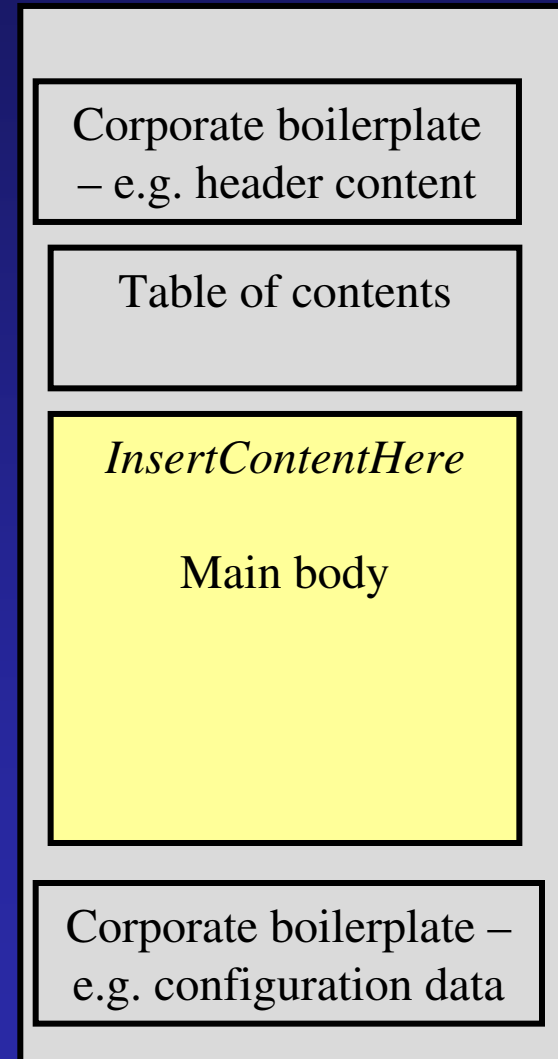 Corporate boilerplate
– e.g. header content
Table of contents
InsertContentHere
Main body
Corporate boilerplate –
e.g. configuration data